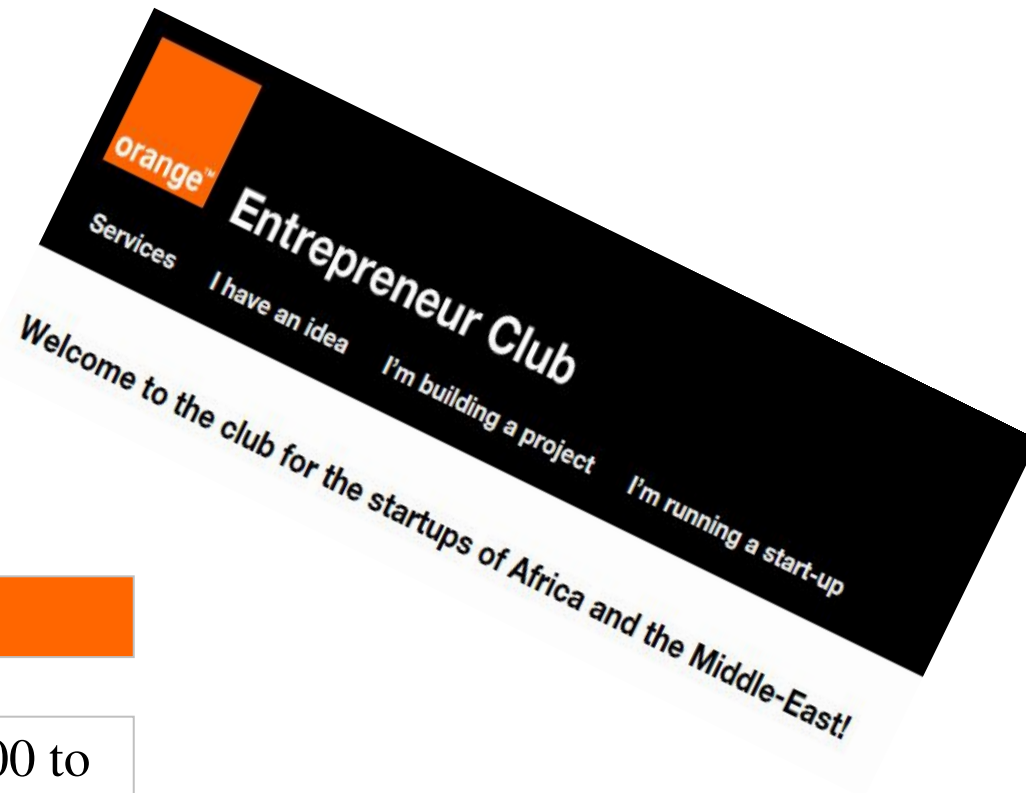 orange™
Entrepreneur Club
Services I have an idea I'm building a project I'm running a start-up
Welcome to the club for the startups of Africa and the Middle-East!
00 to